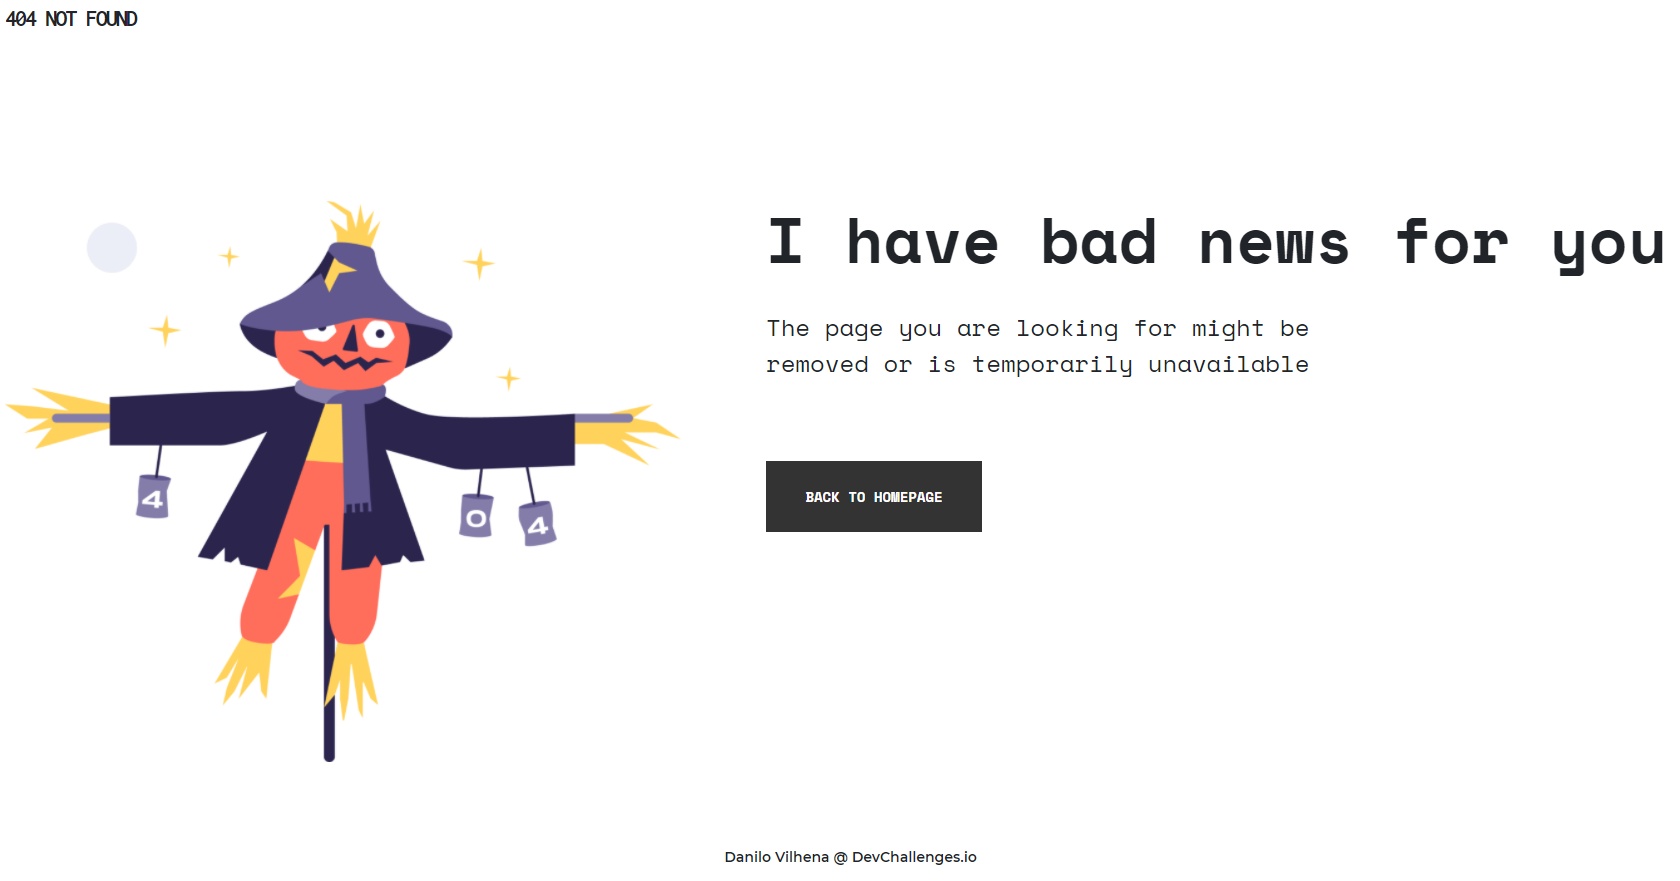 404 NOT FOUND
I have bad news for you
The page you are looking for might be
removed or is temporarily unavailable
4
0
4
BACK TO HOMEPAGE
Danilo Vilhena @ DevChallenges.io